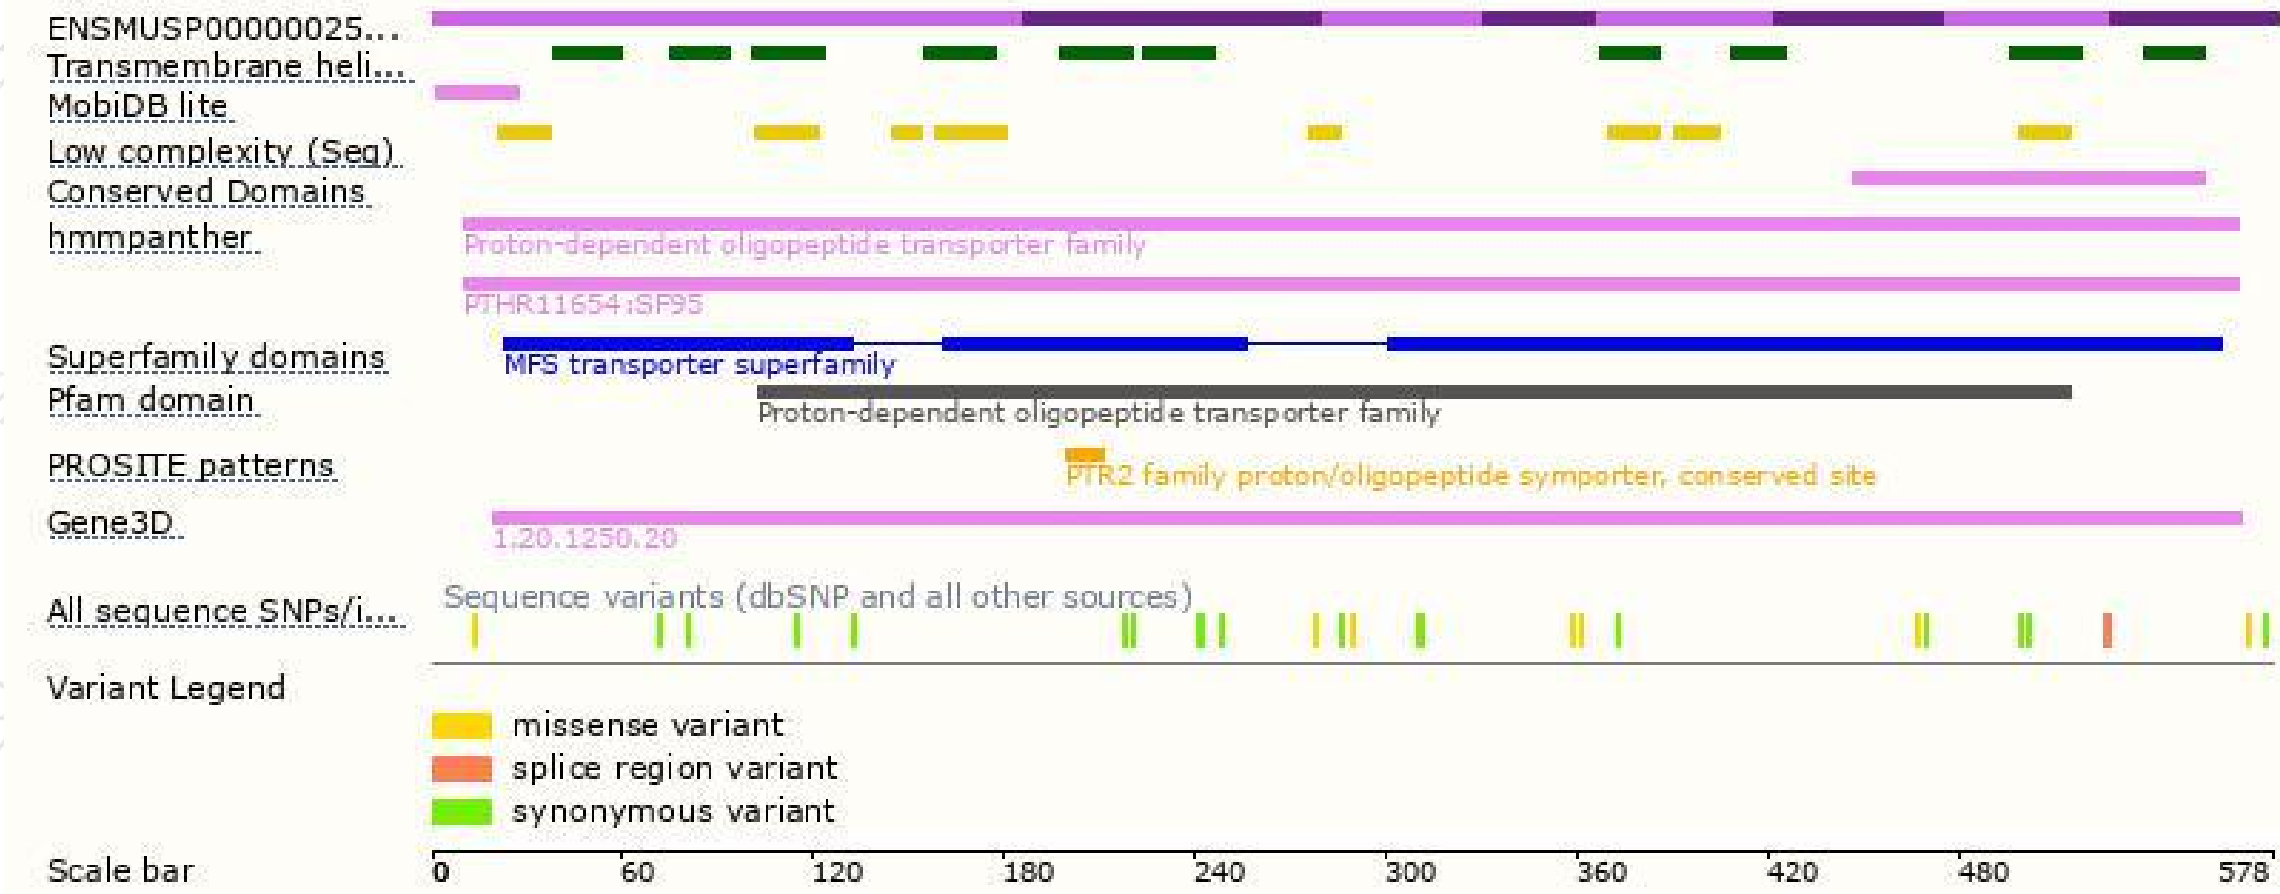 ENSMUSP00000025...
Transmembrane heli...
MobiDB lite
Low complexity (Seg)
Conserved Domains
hmmpanther
Proton-dependent oligopeptide transporter family
PTHR11654:SF95
Superfamily domains
MFS transporter superfamily
Pfam domain
Proton-dependent oligopeptide transporter family
PROSITE patterns
PTR2 family proton/oligopeptide symporter, conserved site
Gene3D
1.20.1250.20
Sequence variants (dbSNP and all other sources)
All sequence SNPs/i...
Variant Legend
missense variant
splice region variant
synonymous variant
Scale bar
0 60 120 180 240 300 360 420 480 578